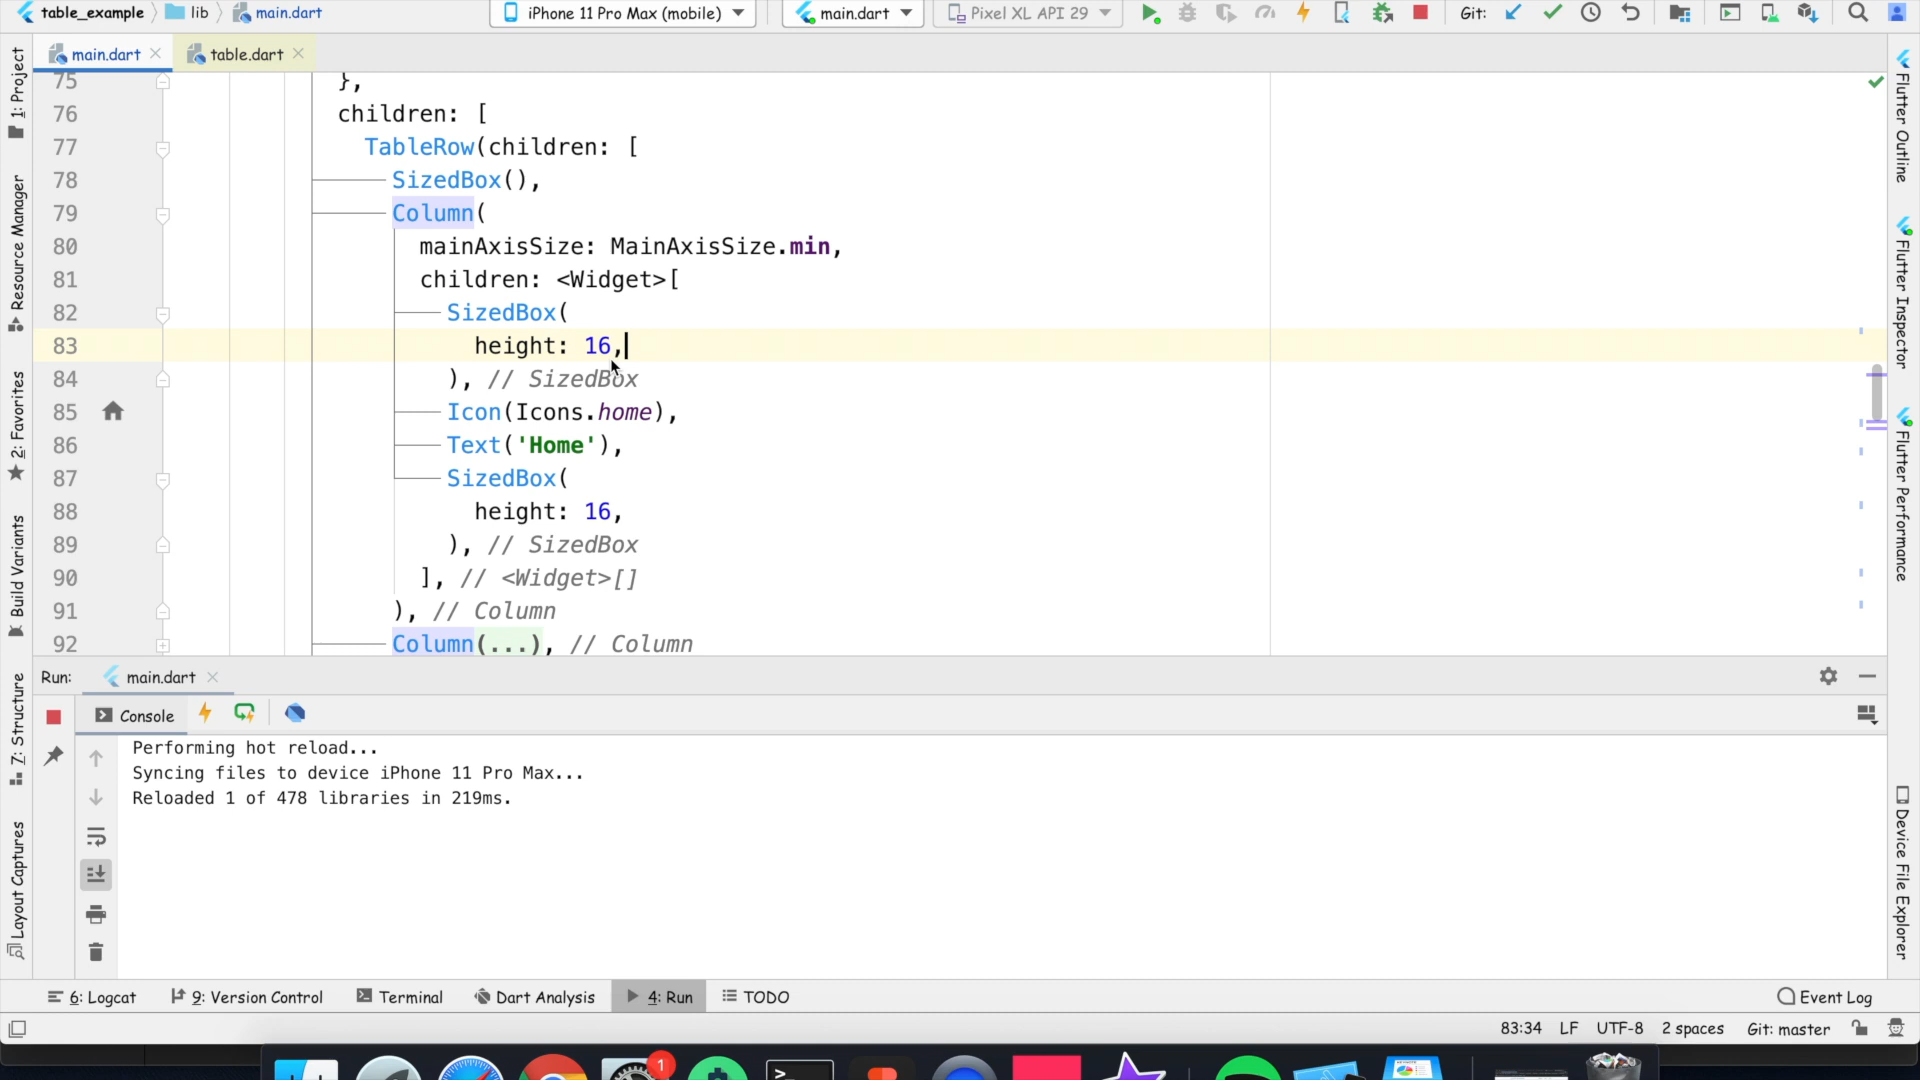 table_example lib main.dart iPhone 11 Pro Max (mobile) main.dart Pixel XL API 29 Git:
main.dart table.dart
75 },
76 children: [
77 TableRow(children: [
78 SizedBox(),
79 Column(
80 mainAxisSize: MainAxisSize.min,
81 children: <Widget>[
82 SizedBox(
83 height: 16,
84 ), // SizedBox
85 Icon(Icons.home),
86 Text('Home'),
87 SizedBox(
88 height: 16,
89 ), // SizedBox
90 ], // <Widget>[]
91 ), // Column
92 Column(...), // Column
1: Project
Resource Manager
2: Favorites
Build Variants
7: Structure
Layout Captures
Flutter Outline
Flutter Inspector
Flutter Performance
Device File Explorer
Run: main.dart
Console
Performing hot reload...
Syncing files to device iPhone 11 Pro Max...
Reloaded 1 of 478 libraries in 219ms.
6: Logcat 9: Version Control Terminal Dart Analysis 4: Run TODO Event Log
83:34 LF UTF-8 2 spaces Git: master
1